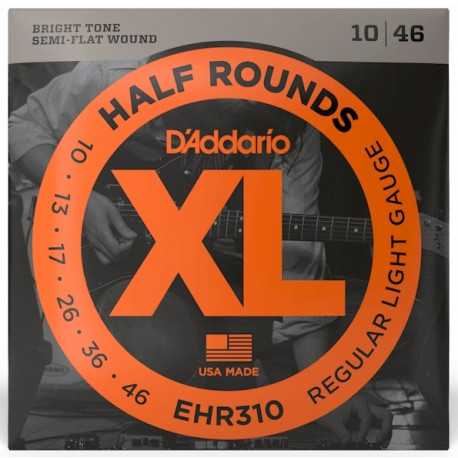 BRIGHT TONE
SEMI-FLAT WOUND
10 | 46
HALF ROUNDS
D'Addario
XL
10 • 13 • 17 • 26 • 36 • 46
REGULAR LIGHT GAUGE
USA MADE
EHR310